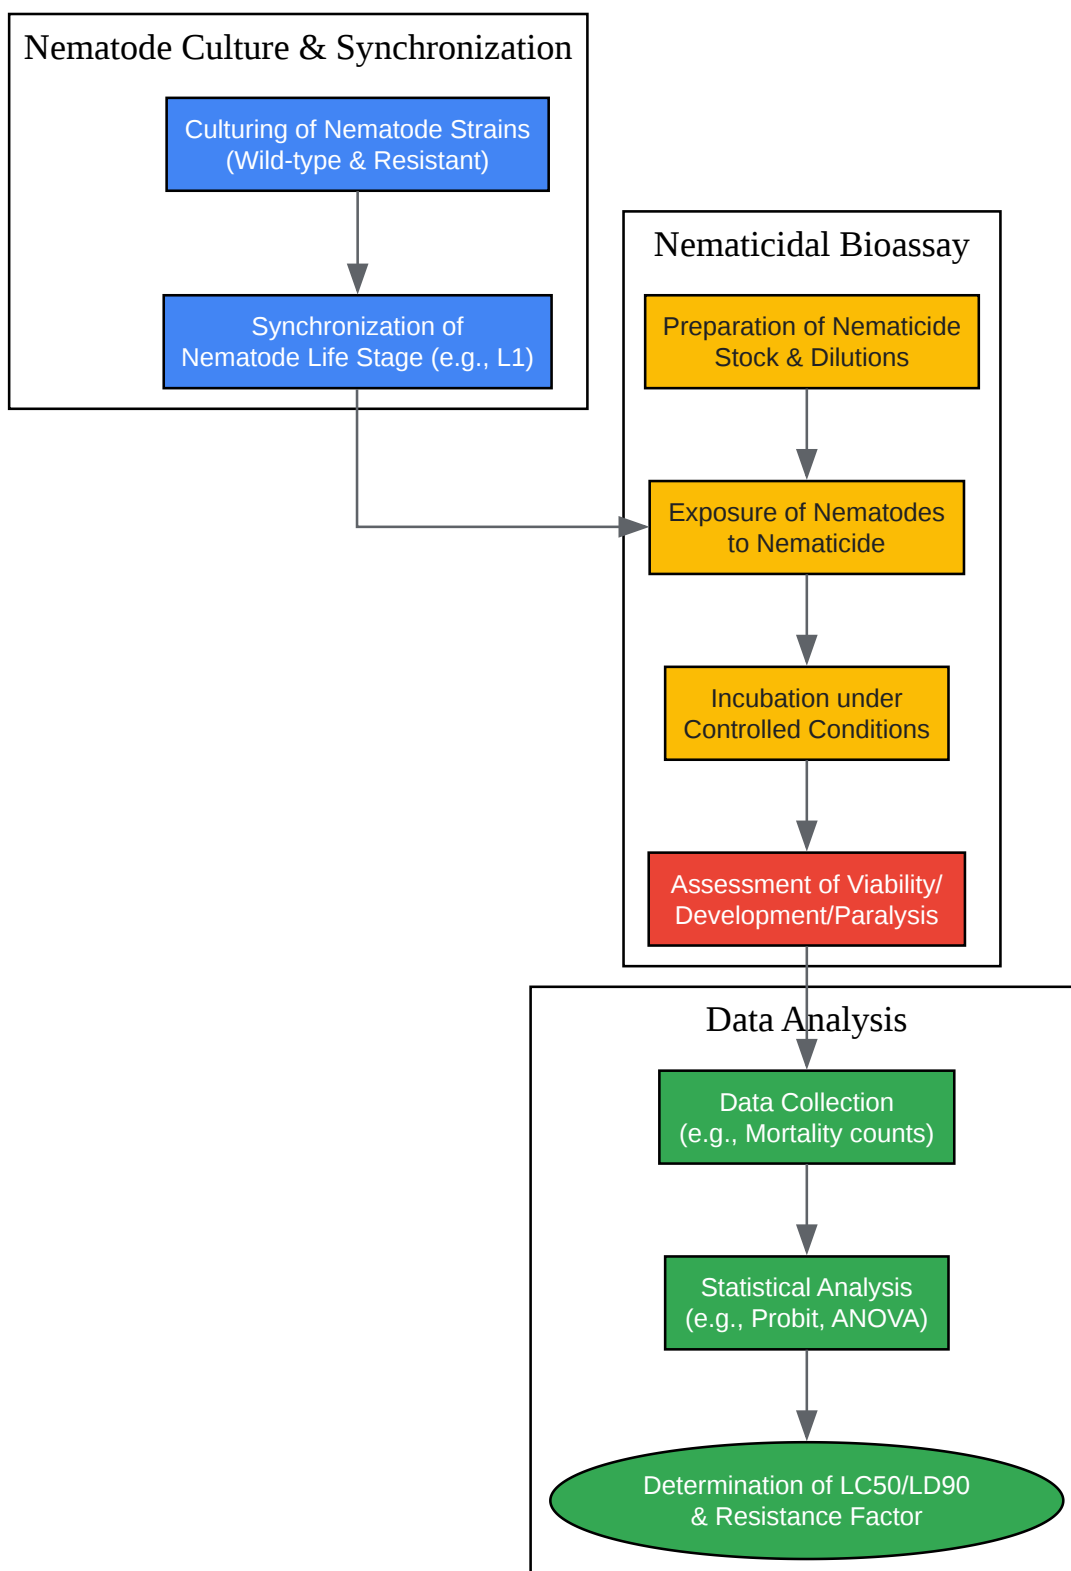 Nematode Culture & Synchronization
Culturing of Nematode Strains
(Wild-type & Resistant)
Synchronization of
Nematode Life Stage (e.g., L1)
Nematicidal Bioassay
Preparation of Nematicide
Stock & Dilutions
Exposure of Nematodes
to Nematicide
Incubation under
Controlled Conditions
Assessment of Viability/
Development/Paralysis
Data Analysis
Data Collection
(e.g., Mortality counts)
Statistical Analysis
(e.g., Probit, ANOVA)
Determination of LC50/LD90
& Resistance Factor